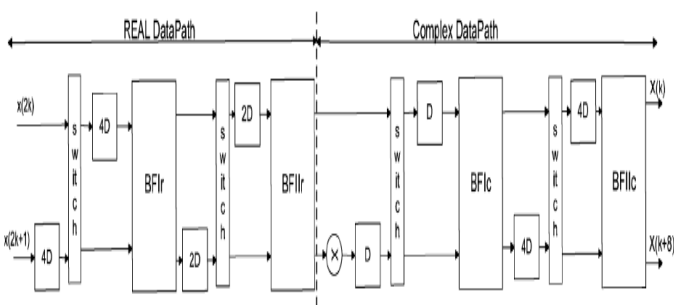 REAL DataPath
Complex DataPath
x(2k)
x(2k+1)
4D
switch
4D
BFIr
2D
switch
2D
BFIIr
X
D
switch
D
BFIc
4D
switch
4D
BFIIc
X(k)
X(k+8)